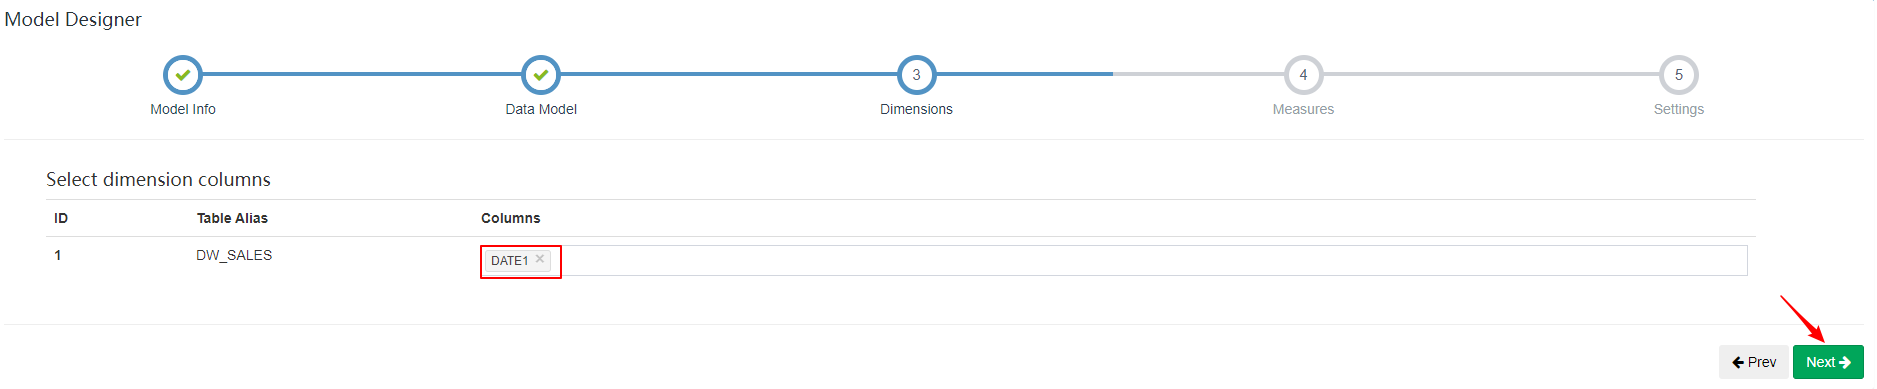 Model Designer
3
4
5
Model Info
Data Model
Dimensions
Measures
Settings
Select dimension columns
ID
Table Alias
Columns
1
DW_SALES
DATE1 ×
Prev
Next